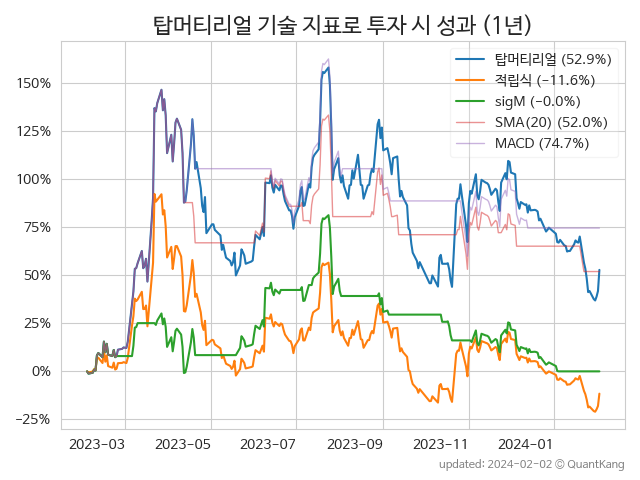 탑머티리얼 기술 지표로 투자 시 성과 (1년)
탑머티리얼 (52.9%)
적립식 (−11.6%)
sigM (−0.0%)
SMA(20) (52.0%)
MACD (74.7%)
150%
125%
100%
75%
50%
25%
0%
−25%
2023−03 2023−05 2023−07 2023−09 2023−11 2024−01
updated: 2024−02−02 © QuantKang